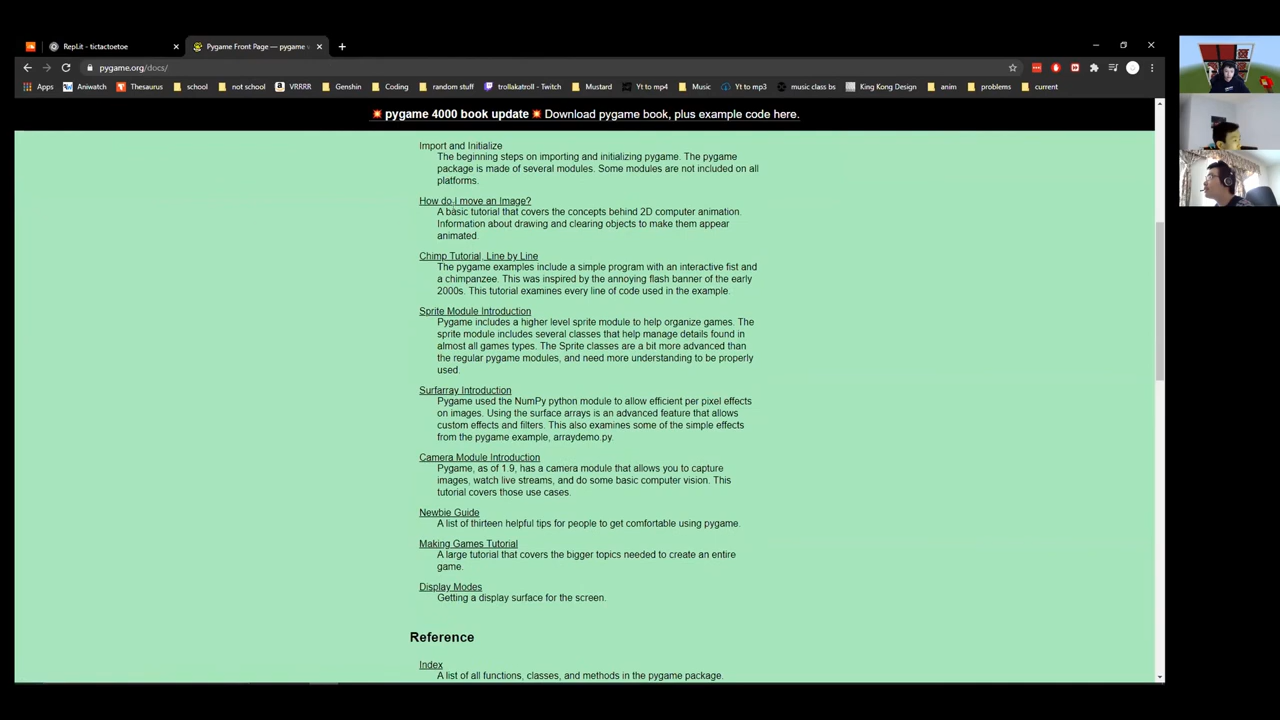 Repl.it - tictactoetoe
Pygame Front Page — pygame
pygame.org/docs/
Apps Aniwatch Thesaurus school not school VRRRR Genshin Coding random stuff trollakatroll - Twitch Mustard Yt to mp4 Music Yt to mp3 music class bs King Kong Design anim problems current
pygame 4000 book update Download pygame book, plus example code here.
Import and Initialize
The beginning steps on importing and initializing pygame. The pygame
package is made of several modules. Some modules are not included on all
platforms.
How do I move an Image?
A basic tutorial that covers the concepts behind 2D computer animation.
Information about drawing and clearing objects to make them appear
animated.
Chimp Tutorial, Line by Line
The pygame examples include a simple program with an interactive fist and
a chimpanzee. This was inspired by the annoying flash banner of the early
2000s. This tutorial examines every line of code used in the example.
Sprite Module Introduction
Pygame includes a higher level sprite module to help organize games. The
sprite module includes several classes that help manage details found in
almost all games types. The Sprite classes are a bit more advanced than
the regular pygame modules, and need more understanding to be properly
used.
Surfarray Introduction
Pygame used the NumPy python module to allow efficient per pixel effects
on images. Using the surface arrays is an advanced feature that allows
custom effects and filters. This also examines some of the simple effects
from the pygame example, arraydemo.py.
Camera Module Introduction
Pygame, as of 1.9, has a camera module that allows you to capture
images, watch live streams, and do some basic computer vision. This
tutorial covers those use cases.
Newbie Guide
A list of thirteen helpful tips for people to get comfortable using pygame.
Making Games Tutorial
A large tutorial that covers the bigger topics needed to create an entire
game.
Display Modes
Getting a display surface for the screen.
Reference
Index
A list of all functions, classes, and methods in the pygame package.